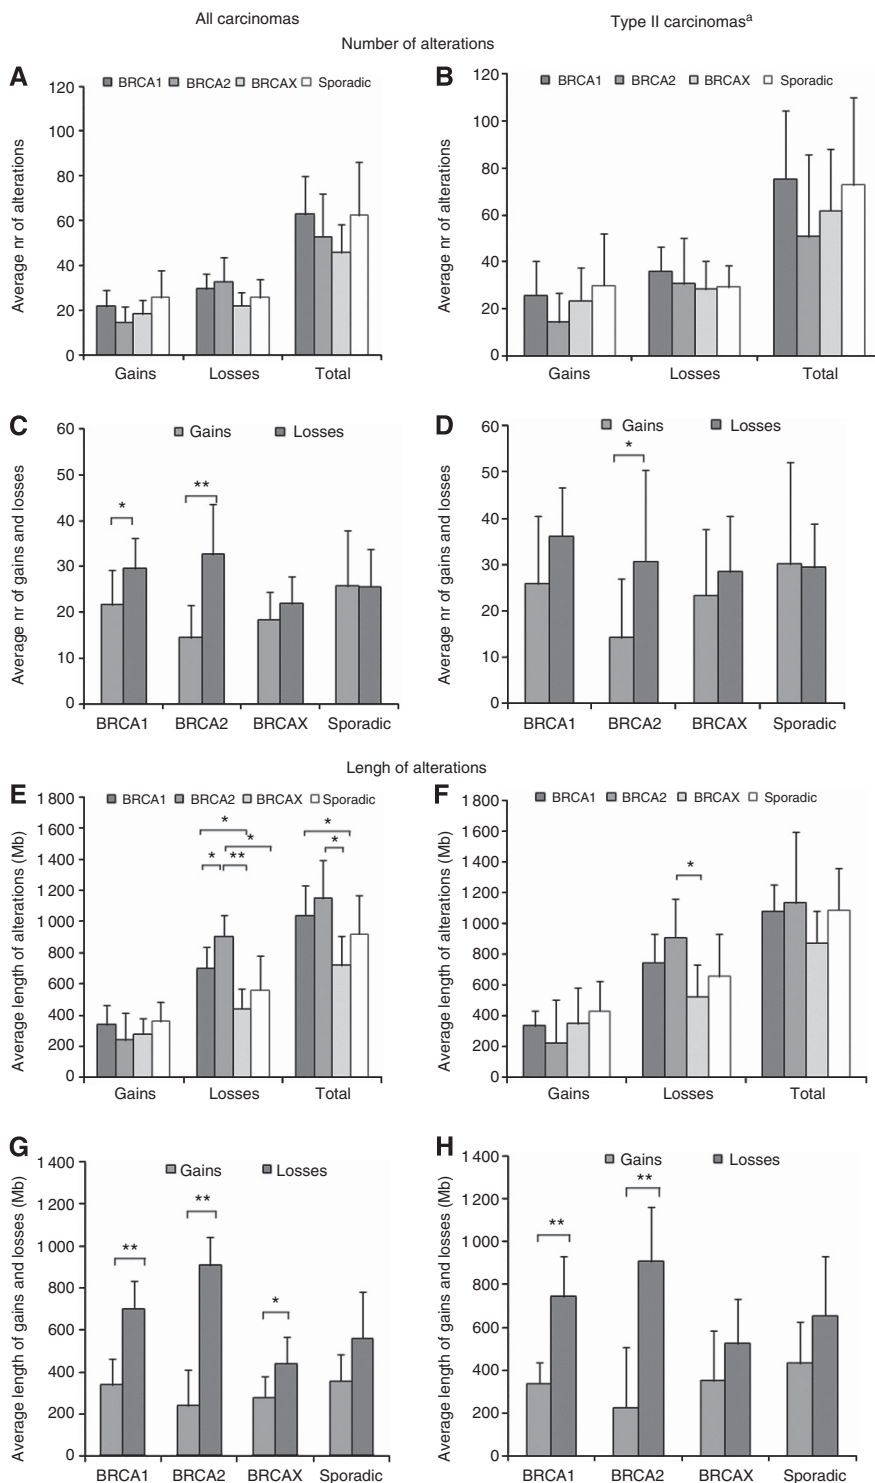 All carcinomas
Type II carcinomasᵃ
Number of alterations
A
BRCA1 BRCA2 BRCAX Sporadic
Average nr of alterations
120
100
80
60
40
20
0
Gains Losses Total
B
BRCA1 BRCA2 BRCAX Sporadic
Average nr of alterations
120
100
80
60
40
20
0
Gains Losses Total
C
Gains Losses
Average nr of gains and losses
60
50
40
30
20
10
0
*
**
BRCA1 BRCA2 BRCAX Sporadic
D
Gains Losses
Average nr of gains and losses
60
50
40
30
20
10
0
*
BRCA1 BRCA2 BRCAX Sporadic
Lengh of alterations
E
BRCA1 BRCA2 BRCAX Sporadic
Average length of alterations (Mb)
1 800
1 600
1 400
1 200
1 000
800
600
400
200
0
* *
* *
* ** *
Gains Losses Total
F
BRCA1 BRCA2 BRCAX Sporadic
Average length of alterations (Mb)
1 800
1 600
1 400
1 200
1 000
800
600
400
200
0
*
Gains Losses Total
G
Gains Losses
Average length of gains and losses (Mb)
1 400
1 200
1 000
800
600
400
200
0
**
**
*
BRCA1 BRCA2 BRCAX Sporadic
H
Gains Losses
Average length of gains and losses (Mb)
1 400
1200
1000
800
600
400
200
0
**
**
BRCA1 BRCA2 BRCAX Sporadic